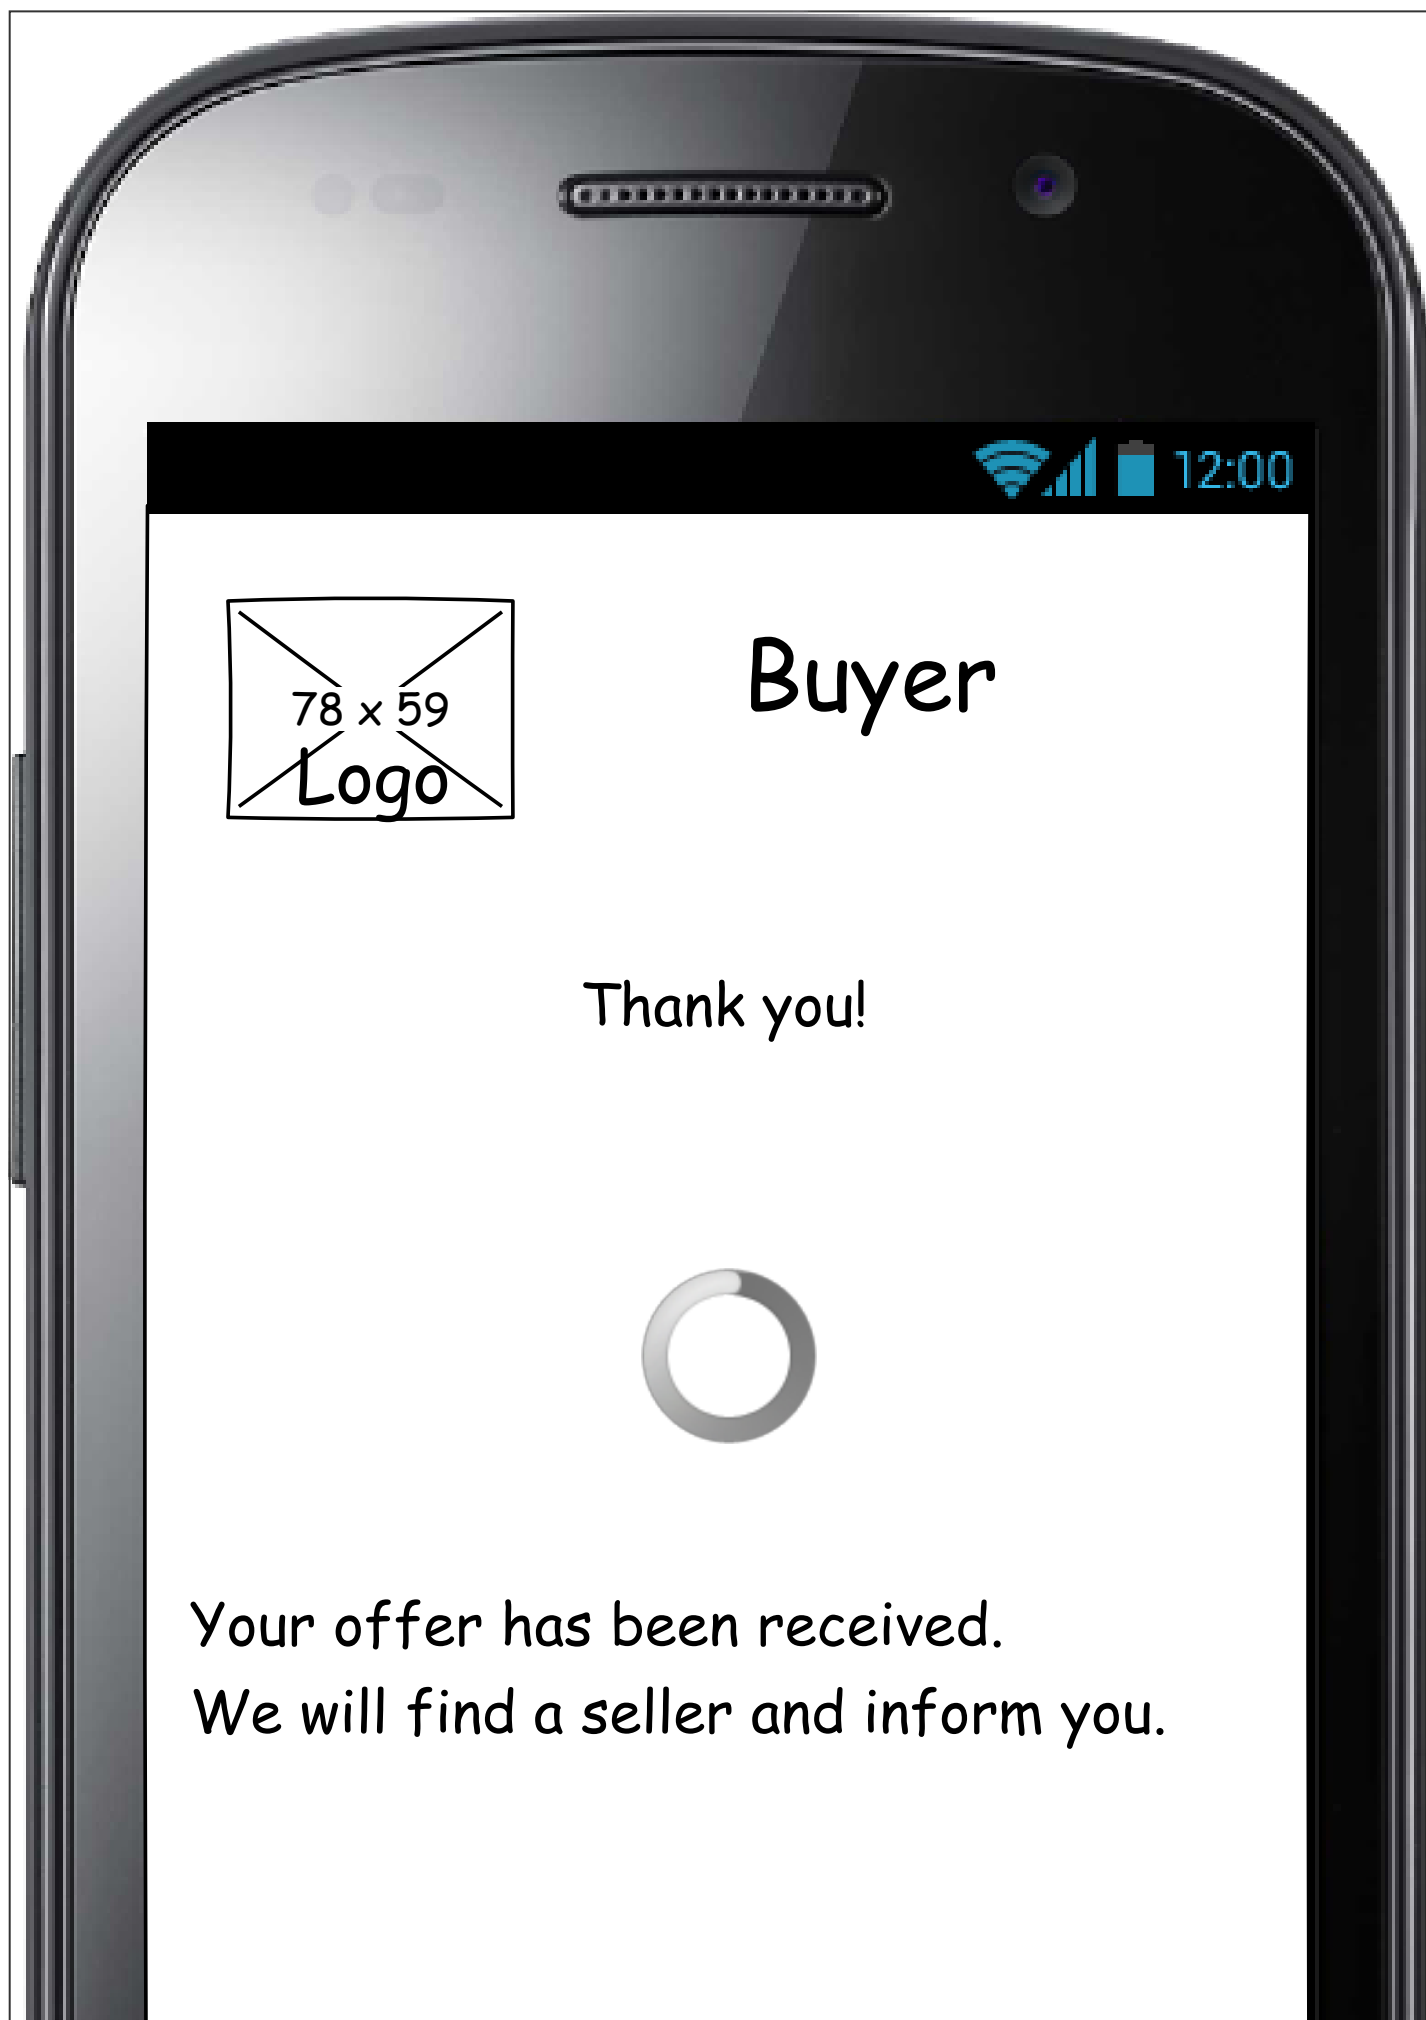 12:00
78 x 59
Logo
Buyer
Thank you!
Your offer has been received.
We will find a seller and inform you.